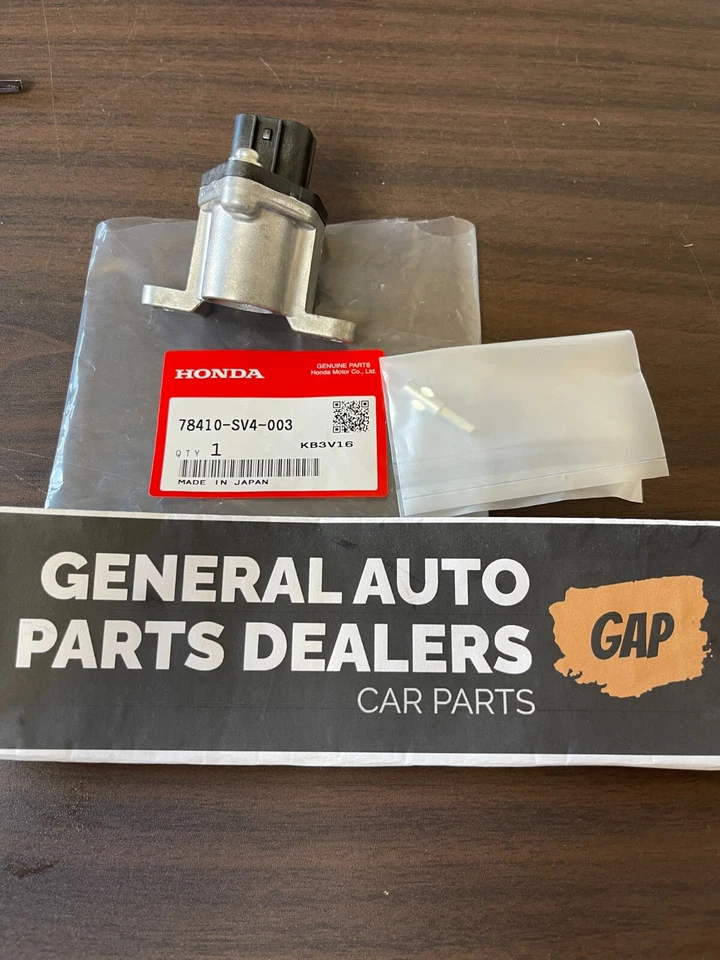 HONDA
GENUINE PARTS
Honda Motor Co., Ltd.
78410-SV4-003
QTY 1
KB3V16
MADE IN JAPAN
GENERAL AUTO
PARTS DEALERS
CAR PARTS
GAP